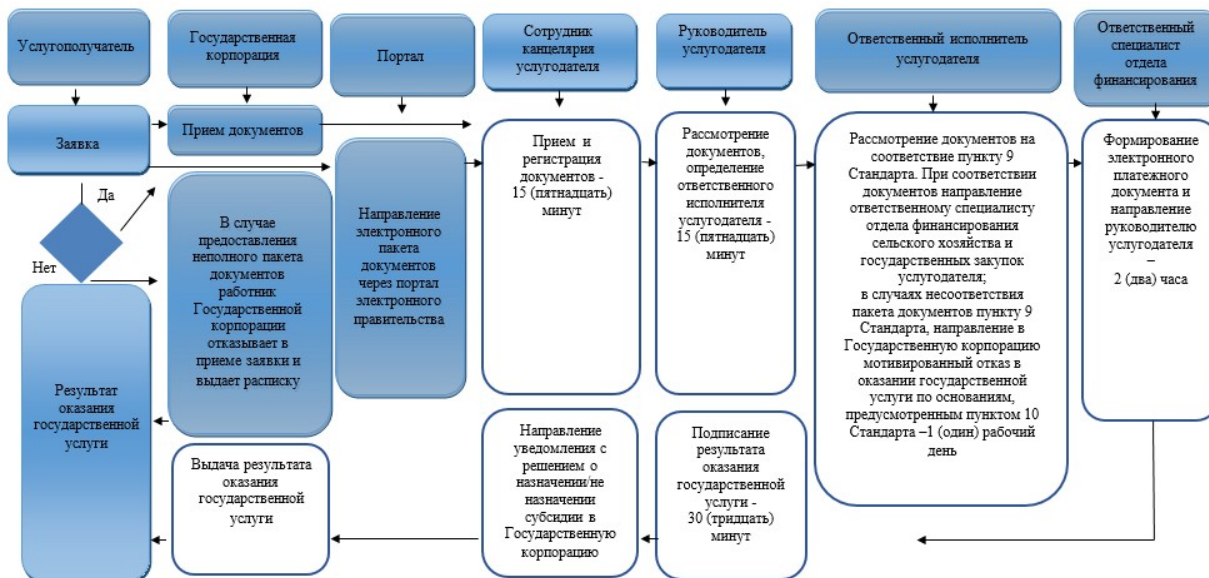 Услугополучатель
Государственная
корпорация
Портал
Сотрудник
канцелярия
услугодателя
Руководитель
услугодателя
Ответственный исполнитель
услугодателя
Ответственный
специалист
отдела
финансирования
Заявка
Прием документов
Да
Нет
В случае
предоставления
неполного пакета
документов
работник
Государственной
корпорации
отказывает в
приеме заявки и
выдает расписку
Направление
электронного
пакета
документов
через портал
электронного
правительства
Прием и
регистрация
документов -
15 (пятнадцать)
минут
Рассмотрение
документов,
определение
ответственного
исполнителя
услугодателя -
15 (пятнадцать)
минут
Рассмотрение документов на
соответствие пункту 9
Стандарта. При соответствии
документов направление
ответственному специалисту
отдела финансирования
сельского хозяйства и
государственных закупок
услугодателя;
в случаях несоответствия
пакета документов пункту 9
Стандарта, направление в
Государственную корпорацию
мотивированный отказ в
оказании государственной
услуги по основаниям,
предусмотренным пунктом 10
Стандарта –1 (один) рабочий
день
Формирование
электронного
платежного
документа и
направление
руководителю
услугодателя
–
2 (два) часа
Результат
оказания
государственной
услуги
Выдача результата
оказания
государственной
услуги
Направление
уведомления с
решением о
назначении/не
назначении
субсидии в
Государственную
корпорацию
Подписание
результата
оказания
государственной
услуги -
30 (тридцать)
минут